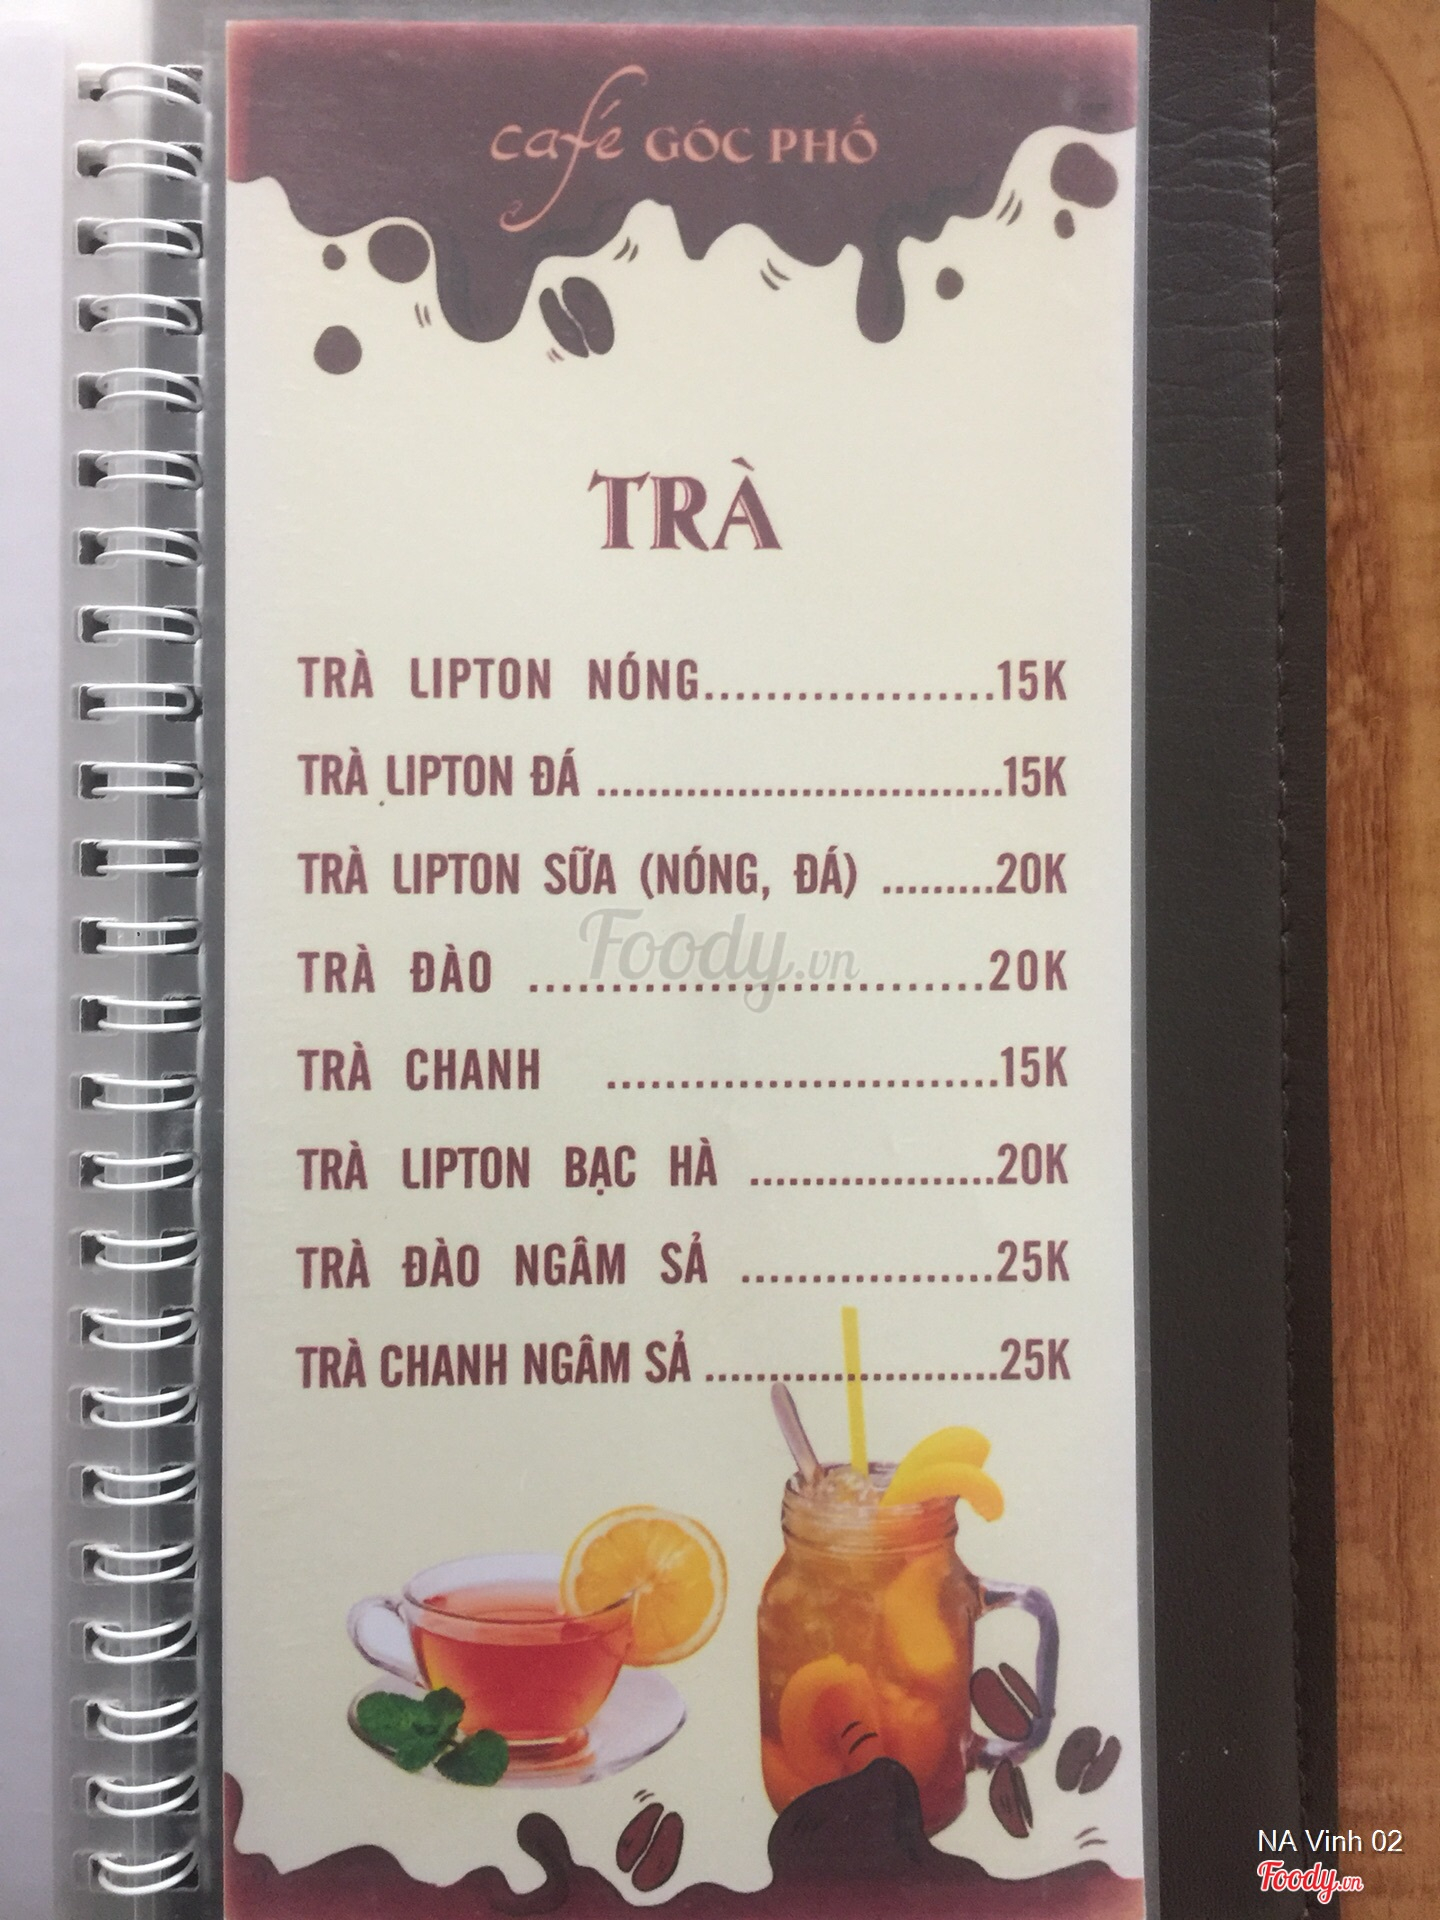 café GÓC PHỐ
TRÀ
TRÀ LIPTON NÓNG...................15K
TRÀ LIPTON ĐÁ ................................15K
TRÀ LIPTON SỮA (NÓNG, ĐÁ) .........20K
Foody.vn
TRÀ ĐÀO ............................20K
TRÀ CHANH ...........................15K
TRÀ LIPTON BẠC HÀ ...................20K
TRÀ ĐÀO NGÂM SẢ ..................25K
TRÀ CHANH NGÂM SẢ .......................25K
NA Vinh 02
Foody.vn